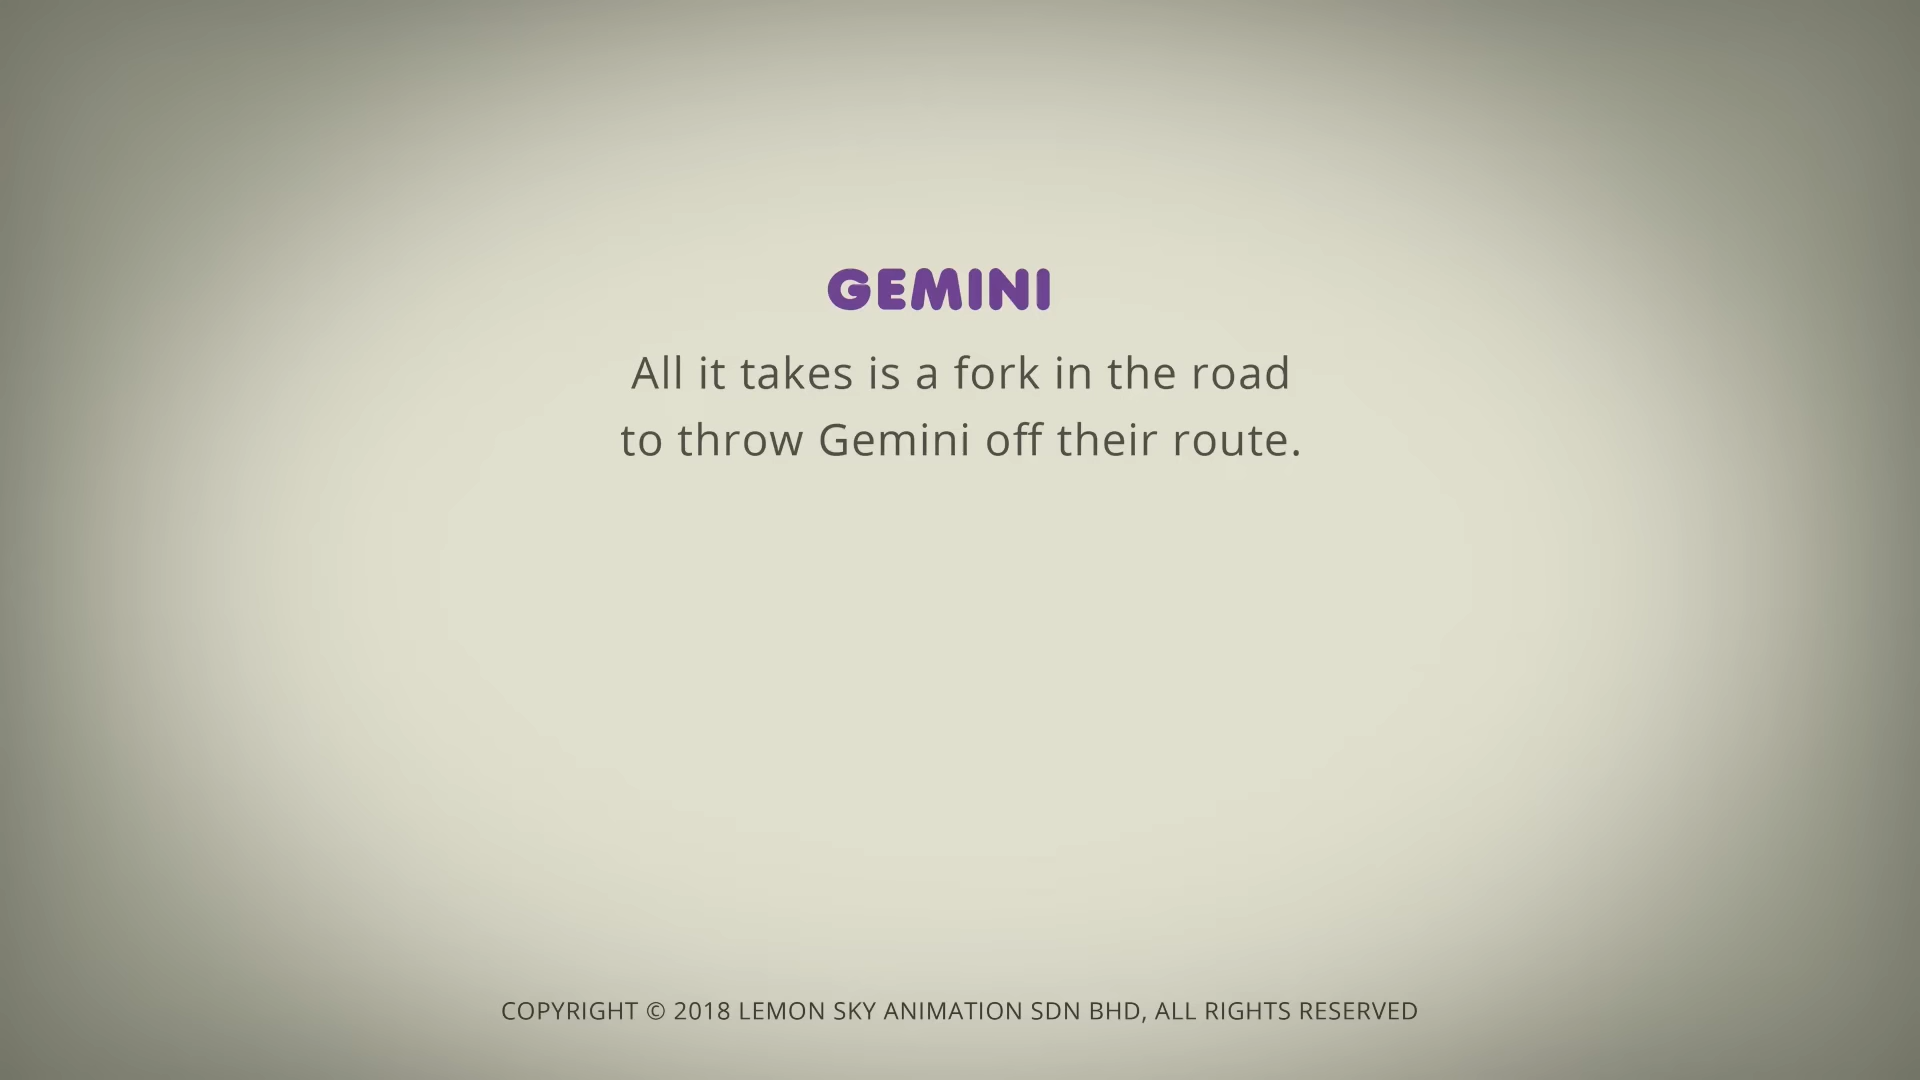 GEMINI
All it takes is a fork in the road
to throw Gemini off their route.
COPYRIGHT © 2018 LEMON SKY ANIMATION SDN BHD, ALL RIGHTS RESERVED